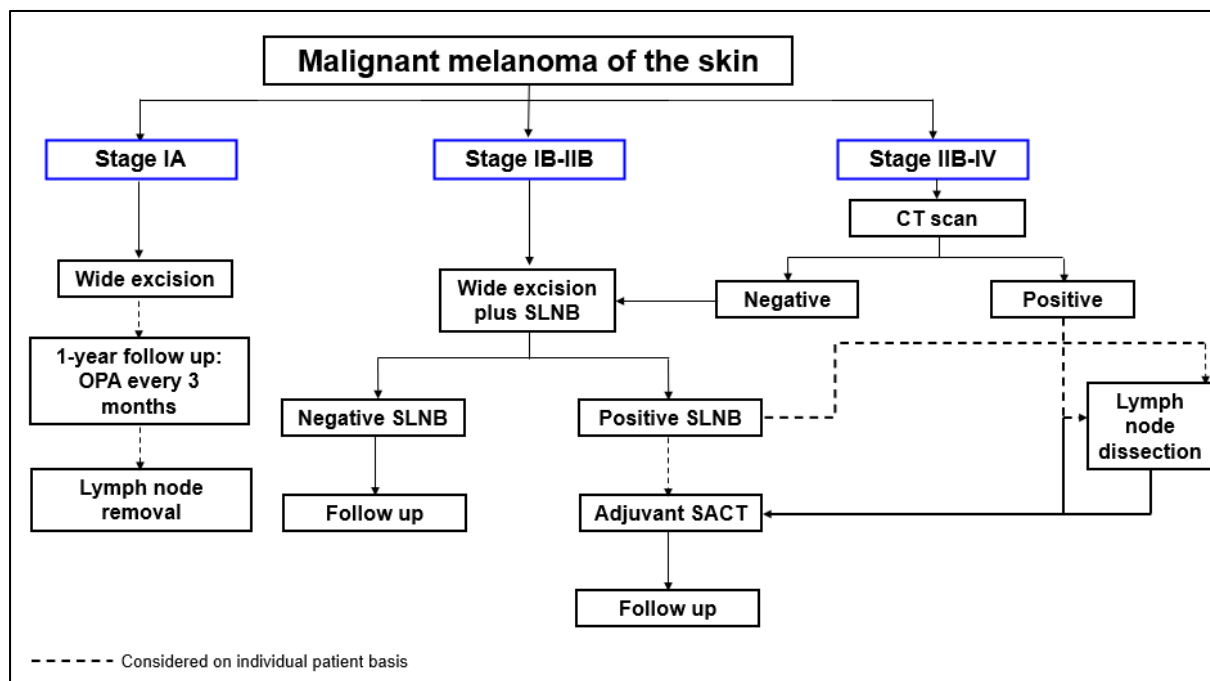 Malignant melanoma of the skin
Stage IA
Stage IB-IIB
Stage IIB-IV
CT scan
Wide excision
Wide excision
plus SLNB
Negative
Positive
1-year follow up:
OPA every 3
months
Negative SLNB
Positive SLNB
Lymph
node
dissection
Lymph node
removal
Follow up
Adjuvant SACT
Follow up
Considered on individual patient basis